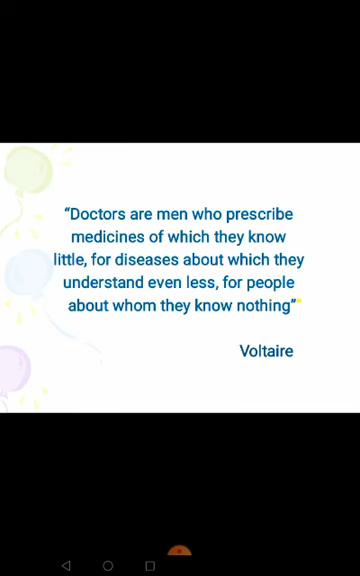 “Doctors are men who prescribe
medicines of which they know
little, for diseases about which they
understand even less, for people
about whom they know nothing”
Voltaire